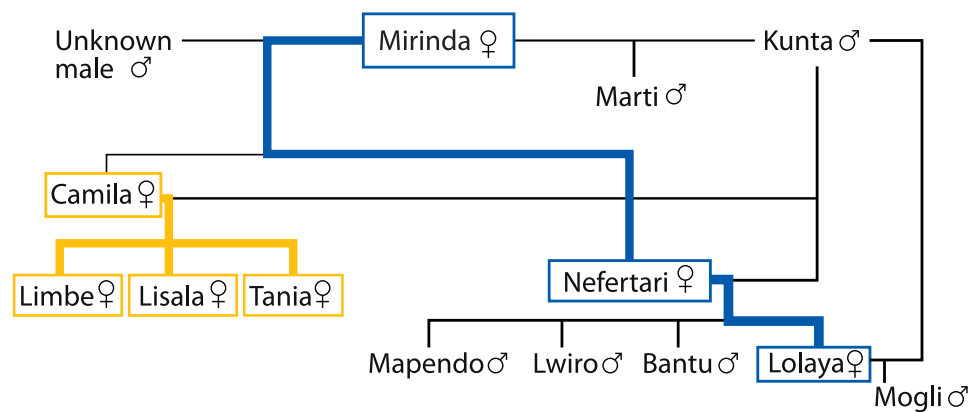 Unknown
male ♂
Mirinda ♀
Kunta ♂
Marti ♂
Camila ♀
Limbe ♀
Lisala ♀
Tania ♀
Nefertari ♀
Mapendo ♂
Lwiro ♂
Bantu ♂
Lolaya ♀
Mogli ♂